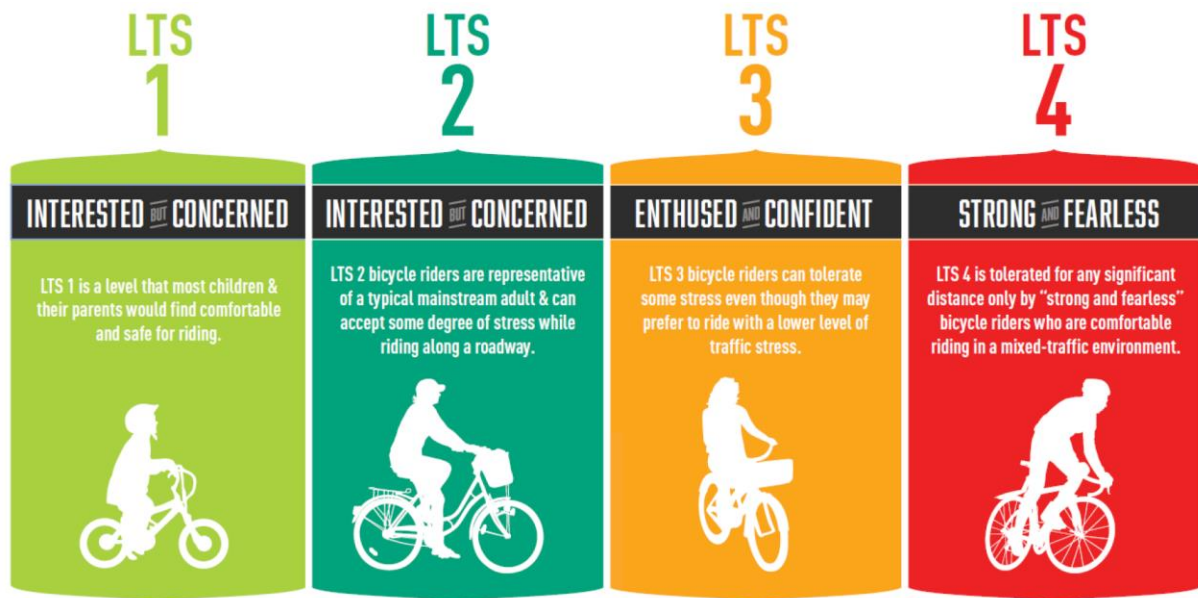 LTS
1
INTERESTED BUT CONCERNED
LTS 1 is a level that most children &
their parents would find comfortable
and safe for riding.
LTS
2
INTERESTED BUT CONCERNED
LTS 2 bicycle riders are representative
of a typical mainstream adult & can
accept some degree of stress while
riding along a roadway.
LTS
3
ENTHUSED AND CONFIDENT
LTS 3 bicycle riders can tolerate
some stress even though they may
prefer to ride with a lower level of
traffic stress.
LTS
4
STRONG AND FEARLESS
LTS 4 is tolerated for any significant
distance only by “strong and fearless”
bicycle riders who are comfortable
riding in a mixed-traffic environment.